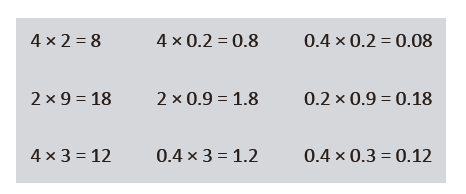 4 × 2 = 8 4 × 0.2 = 0.8 0.4 × 0.2 = 0.08
2 × 9 = 18 2 × 0.9 = 1.8 0.2 × 0.9 = 0.18
4 × 3 = 12 0.4 × 3 = 1.2 0.4 × 0.3 = 0.12